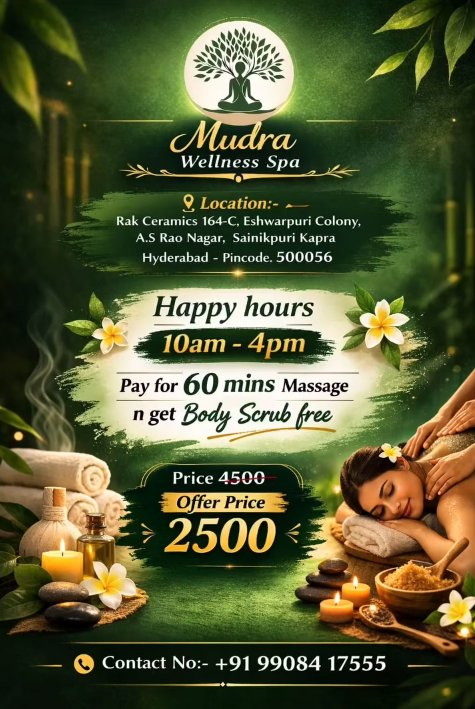 Mudra
Wellness Spa
Location:-
Rak Ceramics 164-C, Eshwarpuri Colony,
A.S Rao Nagar, Sainikpuri Kapra
Hyderabad - Pincode. 500056
Happy hours
10am - 4pm
Pay for 60 mins Massage
n get Body Scrub free
Price 4500
Offer Price
2500
Contact No:- +91 99084 17555